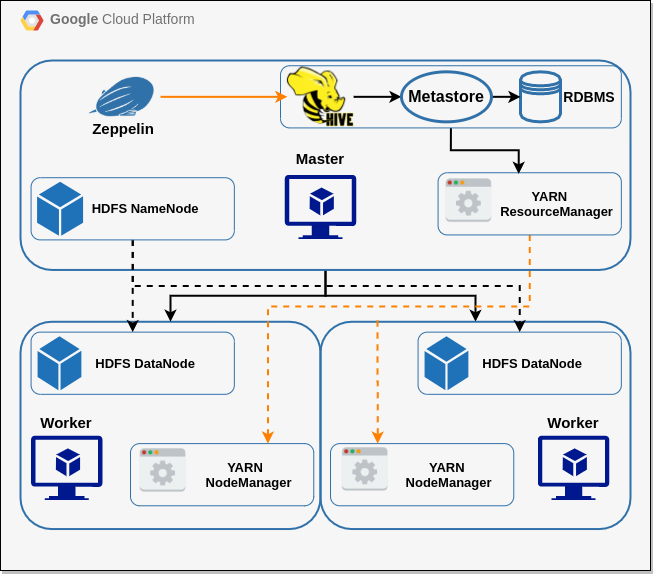 Google Cloud Platform
Zeppelin
HIVE
Metastore
RDBMS
Master
HDFS NameNode
YARN
ResourceManager
HDFS DataNode
HDFS DataNode
Worker
Worker
YARN
NodeManager
YARN
NodeManager